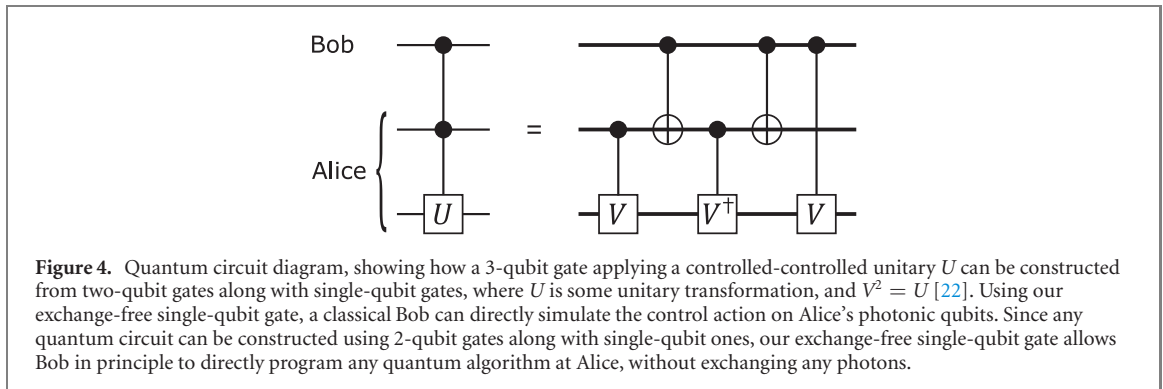 Bob
Alice
=
U
V
V†
V
Figure 4. Quantum circuit diagram, showing how a 3-qubit gate applying a controlled-controlled unitary U can be constructed
from two-qubit gates along with single-qubit gates, where U is some unitary transformation, and V² = U [22]. Using our
exchange-free single-qubit gate, a classical Bob can directly simulate the control action on Alice's photonic qubits. Since any
quantum circuit can be constructed using 2-qubit gates along with single-qubit ones, our exchange-free single-qubit gate allows
Bob in principle to directly program any quantum algorithm at Alice, without exchanging any photons.